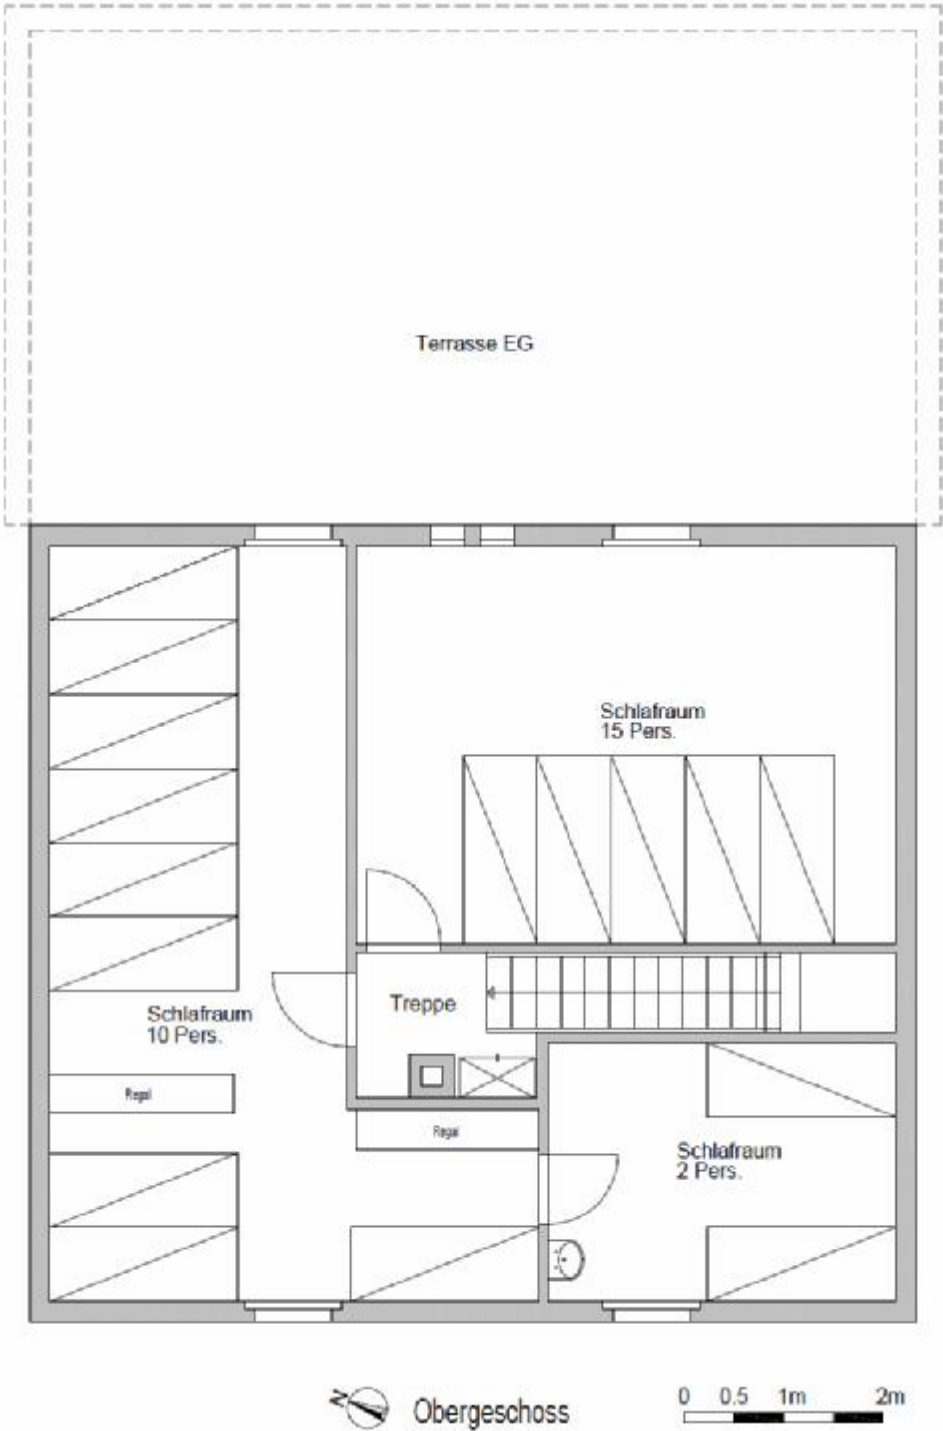 Terrasse EG
Schlafraum
15 Pers.
Treppe
Schlafraum
10 Pers.
Regal
Regal
Schlafraum
2 Pers.
N
Obergeschoss
0 0.5 1m 2m